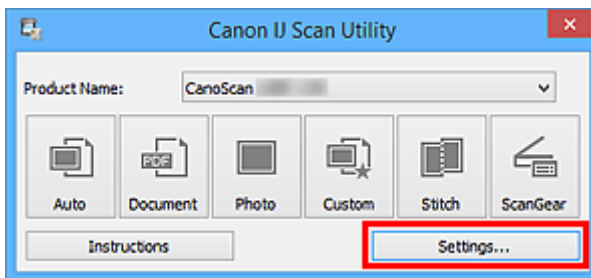 Canon IJ Scan Utility
Product Name: CanoScan
PDF
Auto Document Photo Custom Stitch ScanGear
Instructions Settings...